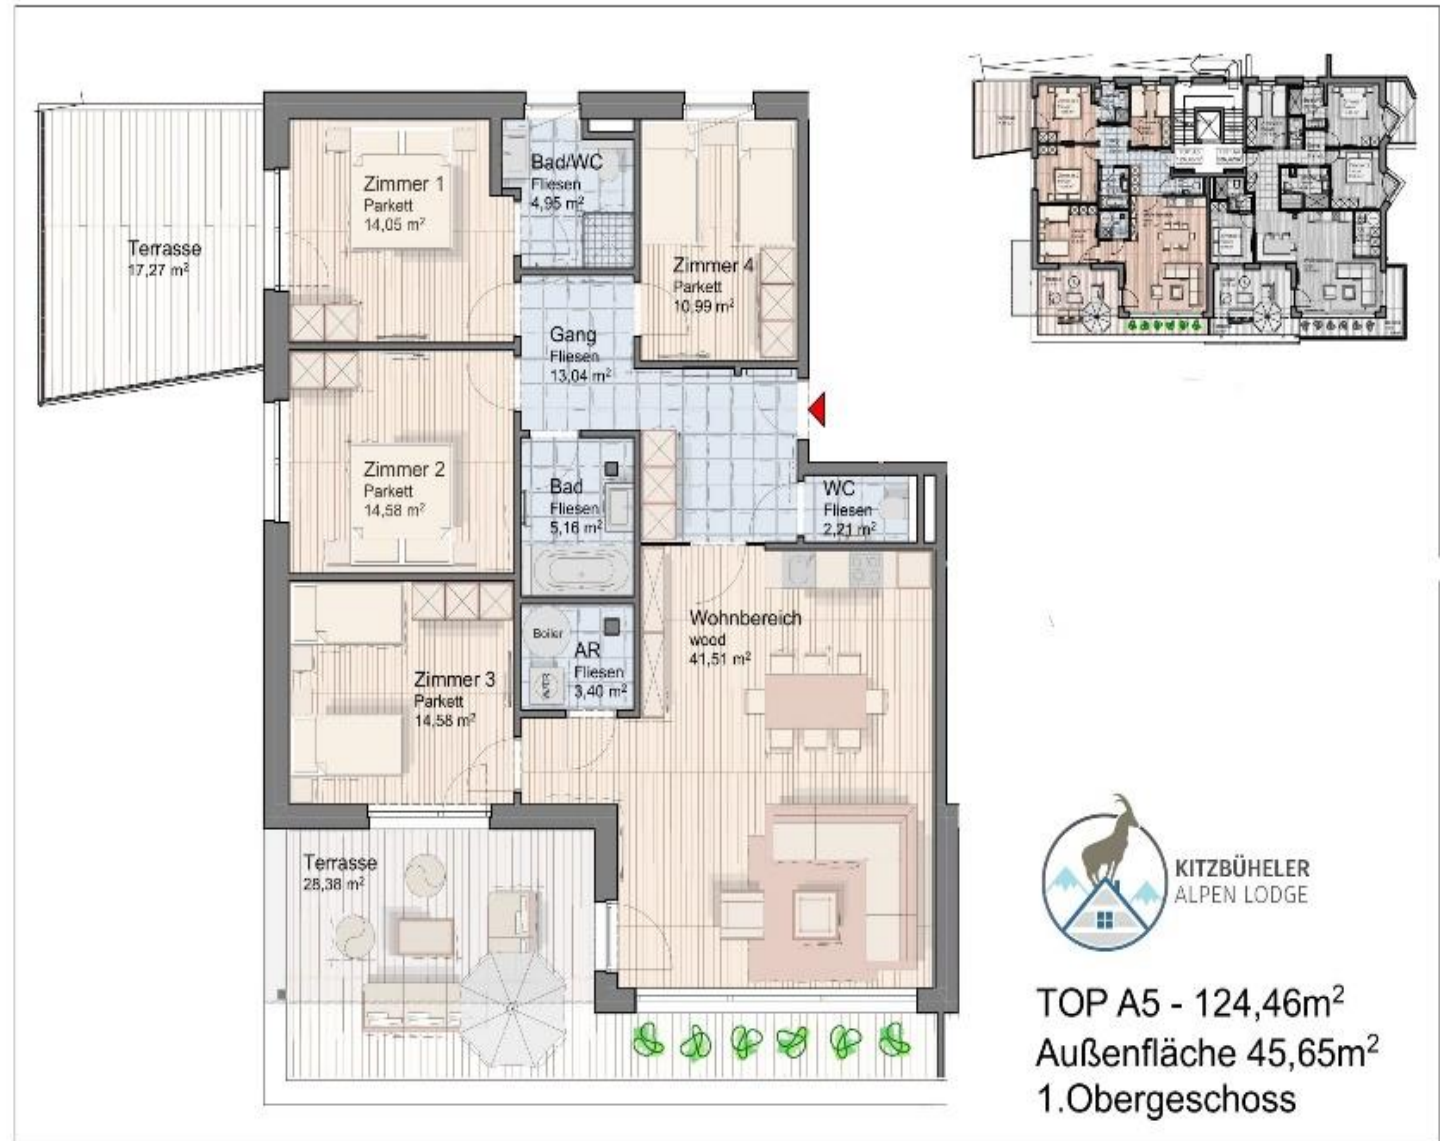 Terrasse
17,27 m²
Zimmer 1
Parkett
14,05 m²
Bad/WC
Fliesen
4,95 m²
Zimmer 4
Parkett
10,99 m²
Gang
Fliesen
13,04 m²
Zimmer 2
Parkett
14,58 m²
Bad
Fliesen
5,16 m²
WC
Fliesen
2,21 m²
Boiler
AR
Fliesen
3,40 m²
Wohnbereich
wood
41,51 m²
Zimmer 3
Parkett
14,58 m²
Terrasse
28,38 m²
KITZBÜHELER
ALPEN LODGE
TOP A5 - 124,46m²
Außenfläche 45,65m²
1.Obergeschoss